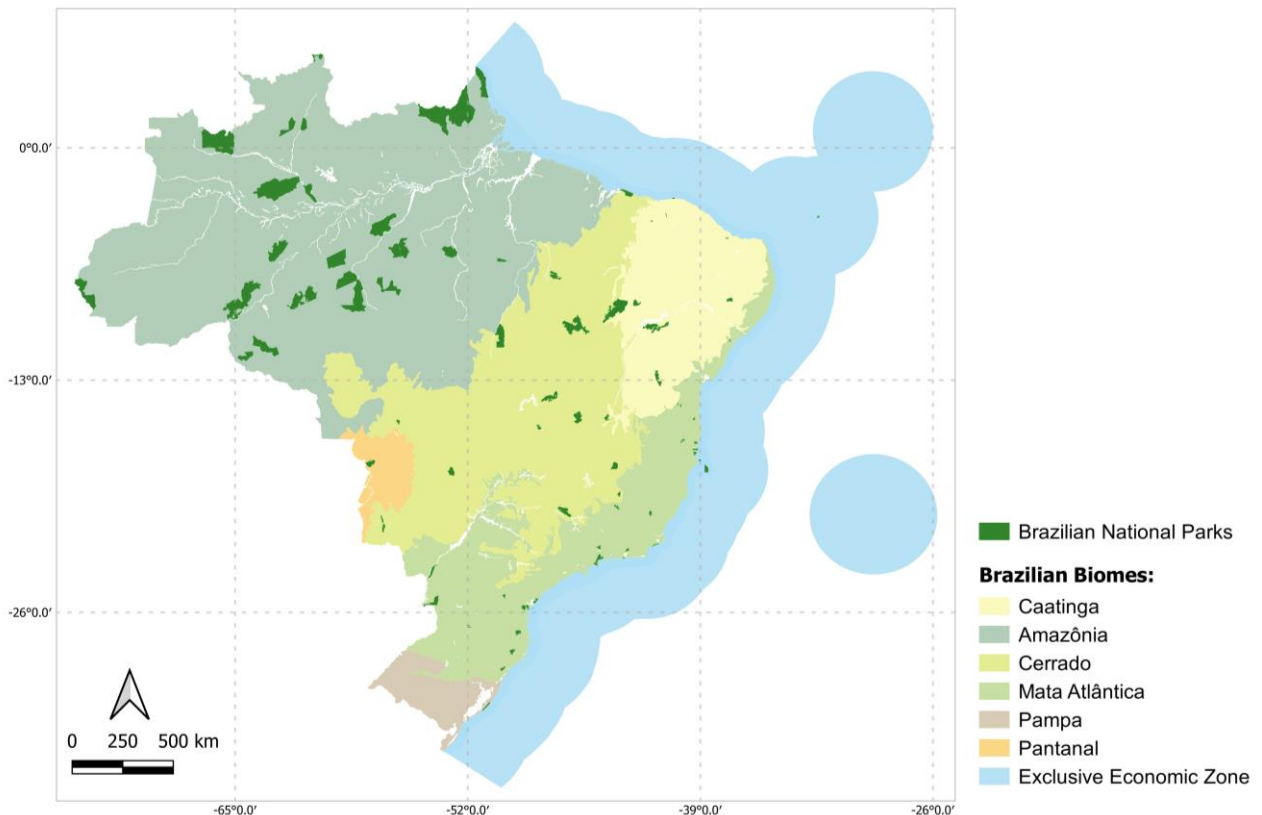 0°0.0′
-13°0.0′
-26°0.0′
0 250 500 km
-65°0.0′ -52°0.0′ -39°0.0′ -26°0.0′
Brazilian National Parks
Brazilian Biomes:
Caatinga
Amazônia
Cerrado
Mata Atlântica
Pampa
Pantanal
Exclusive Economic Zone